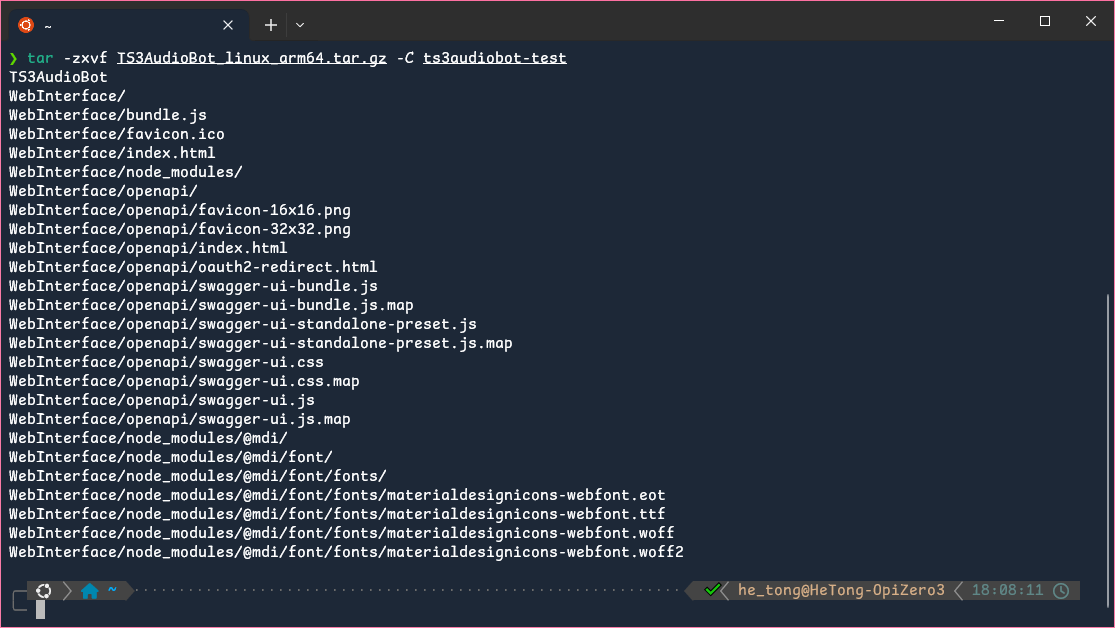 ~
❯ tar -zxvf TS3AudioBot_linux_arm64.tar.gz -C ts3audiobot-test
TS3AudioBot
WebInterface/
WebInterface/bundle.js
WebInterface/favicon.ico
WebInterface/index.html
WebInterface/node_modules/
WebInterface/openapi/
WebInterface/openapi/favicon-16x16.png
WebInterface/openapi/favicon-32x32.png
WebInterface/openapi/index.html
WebInterface/openapi/oauth2-redirect.html
WebInterface/openapi/swagger-ui-bundle.js
WebInterface/openapi/swagger-ui-bundle.js.map
WebInterface/openapi/swagger-ui-standalone-preset.js
WebInterface/openapi/swagger-ui-standalone-preset.js.map
WebInterface/openapi/swagger-ui.css
WebInterface/openapi/swagger-ui.css.map
WebInterface/openapi/swagger-ui.js
WebInterface/openapi/swagger-ui.js.map
WebInterface/node_modules/@mdi/
WebInterface/node_modules/@mdi/font/
WebInterface/node_modules/@mdi/font/fonts/
WebInterface/node_modules/@mdi/font/fonts/materialdesignicons-webfont.eot
WebInterface/node_modules/@mdi/font/fonts/materialdesignicons-webfont.ttf
WebInterface/node_modules/@mdi/font/fonts/materialdesignicons-webfont.woff
WebInterface/node_modules/@mdi/font/fonts/materialdesignicons-webfont.woff2
~ he_tong@HeTong-OpiZero3 18:08:11